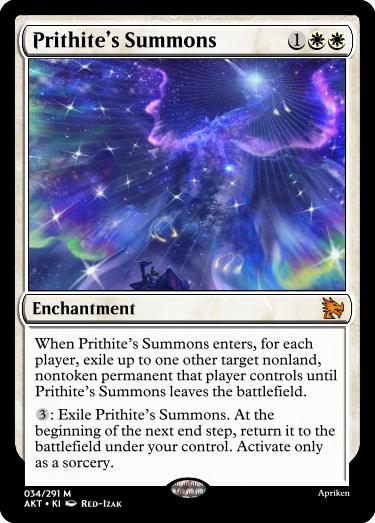 Prithite's Summons 1
Enchantment
When Prithite's Summons enters, for each
player, exile up to one other target nonland,
nontoken permanent that player controls until
Prithite's Summons leaves the battlefield.
3: Exile Prithite's Summons. At the
beginning of the next end step, return it to the
battlefield under your control. Activate only
as a sorcery.
034/291 M
Apriken
AKT • KI Red-Izak